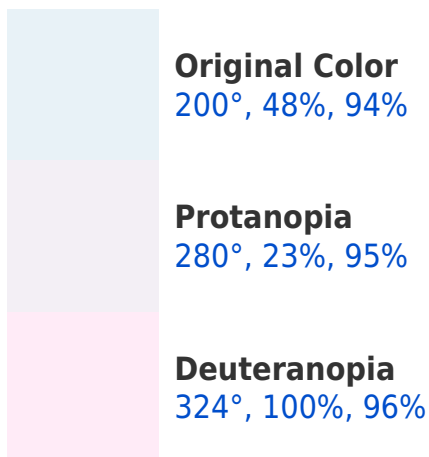 Original Color
200°, 48%, 94%
Protanopia
280°, 23%, 95%
Deuteranopia
324°, 100%, 96%